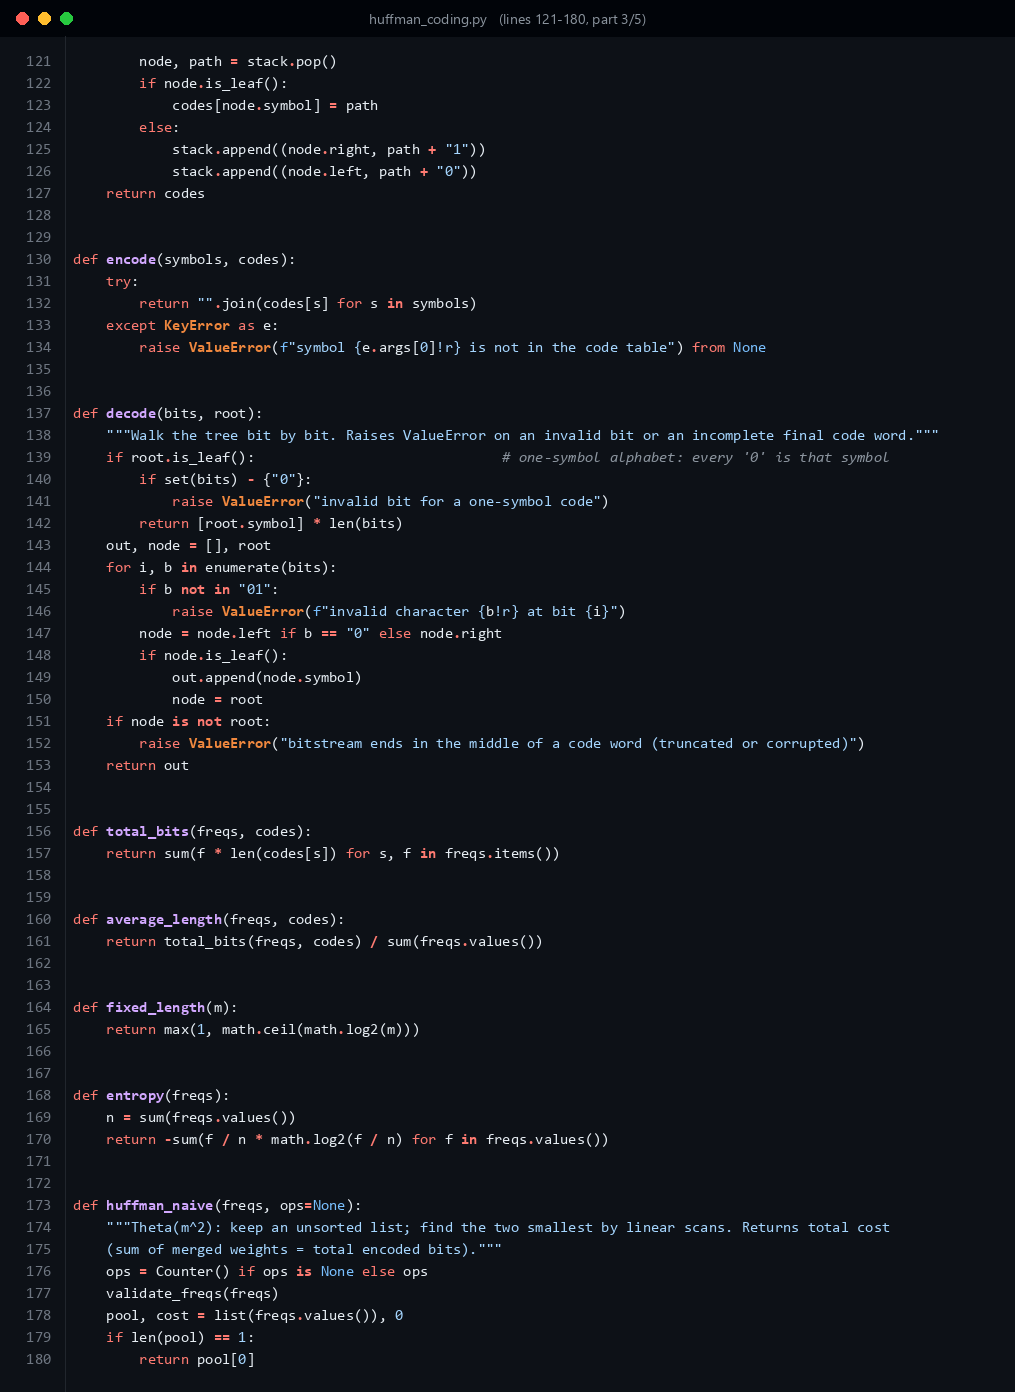 huffman_coding.py   (lines 121-180, part 3/5)
121         node, path = stack.pop()
122         if node.is_leaf():
123             codes[node.symbol] = path
124         else:
125             stack.append((node.right, path + "1"))
126             stack.append((node.left, path + "0"))
127     return codes
128
129
130 def encode(symbols, codes):
131     try:
132         return "".join(codes[s] for s in symbols)
133     except KeyError as e:
134         raise ValueError(f"symbol {e.args[0]!r} is not in the code table") from None
135
136
137 def decode(bits, root):
138     """Walk the tree bit by bit. Raises ValueError on an invalid bit or an incomplete final code word."""
139     if root.is_leaf():                              # one-symbol alphabet: every '0' is that symbol
140         if set(bits) - {"0"}:
141             raise ValueError("invalid bit for a one-symbol code")
142         return [root.symbol] * len(bits)
143     out, node = [], root
144     for i, b in enumerate(bits):
145         if b not in "01":
146             raise ValueError(f"invalid character {b!r} at bit {i}")
147         node = node.left if b == "0" else node.right
148         if node.is_leaf():
149             out.append(node.symbol)
150             node = root
151     if node is not root:
152         raise ValueError("bitstream ends in the middle of a code word (truncated or corrupted)")
153     return out
154
155
156 def total_bits(freqs, codes):
157     return sum(f * len(codes[s]) for s, f in freqs.items())
158
159
160 def average_length(freqs, codes):
161     return total_bits(freqs, codes) / sum(freqs.values())
162
163
164 def fixed_length(m):
165     return max(1, math.ceil(math.log2(m)))
166
167
168 def entropy(freqs):
169     n = sum(freqs.values())
170     return -sum(f / n * math.log2(f / n) for f in freqs.values())
171
172
173 def huffman_naive(freqs, ops=None):
174     """Theta(m^2): keep an unsorted list; find the two smallest by linear scans. Returns total cost
175     (sum of merged weights = total encoded bits)."""
176     ops = Counter() if ops is None else ops
177     validate_freqs(freqs)
178     pool, cost = list(freqs.values()), 0
179     if len(pool) == 1:
180         return pool[0]